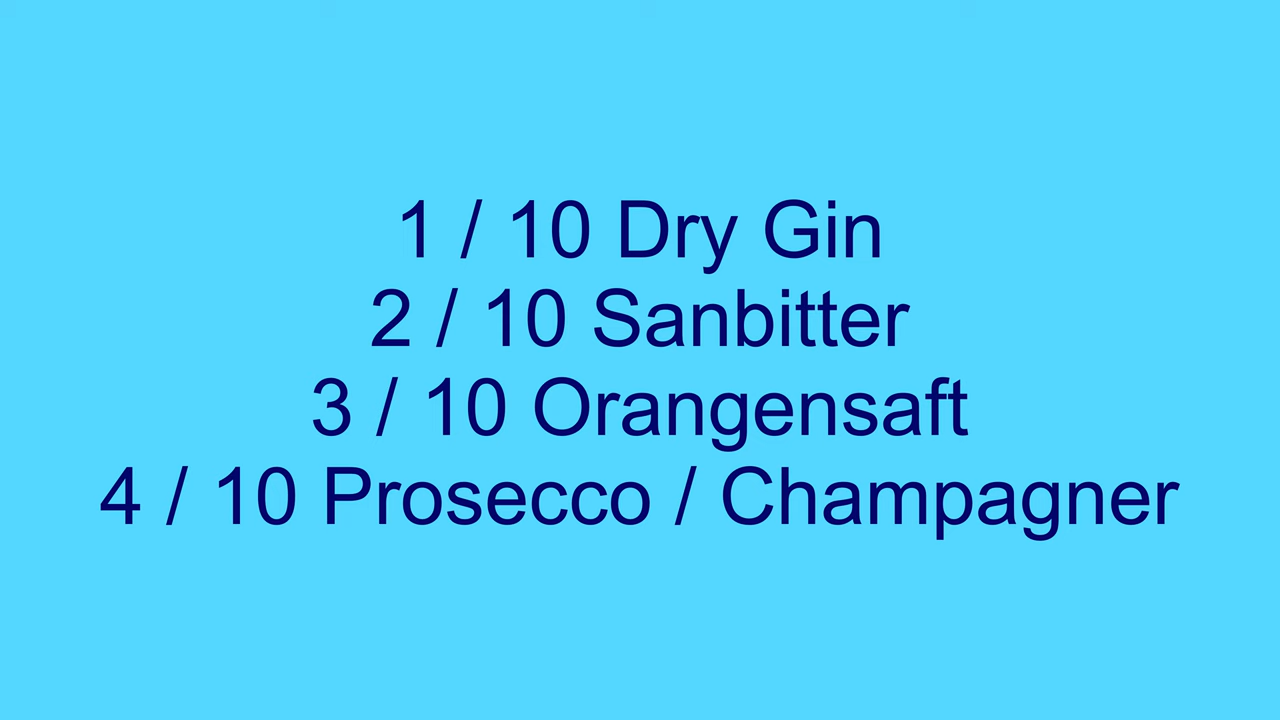 1 / 10 Dry Gin
2 / 10 Sanbitter
3 / 10 Orangensaft
4 / 10 Prosecco / Champagner